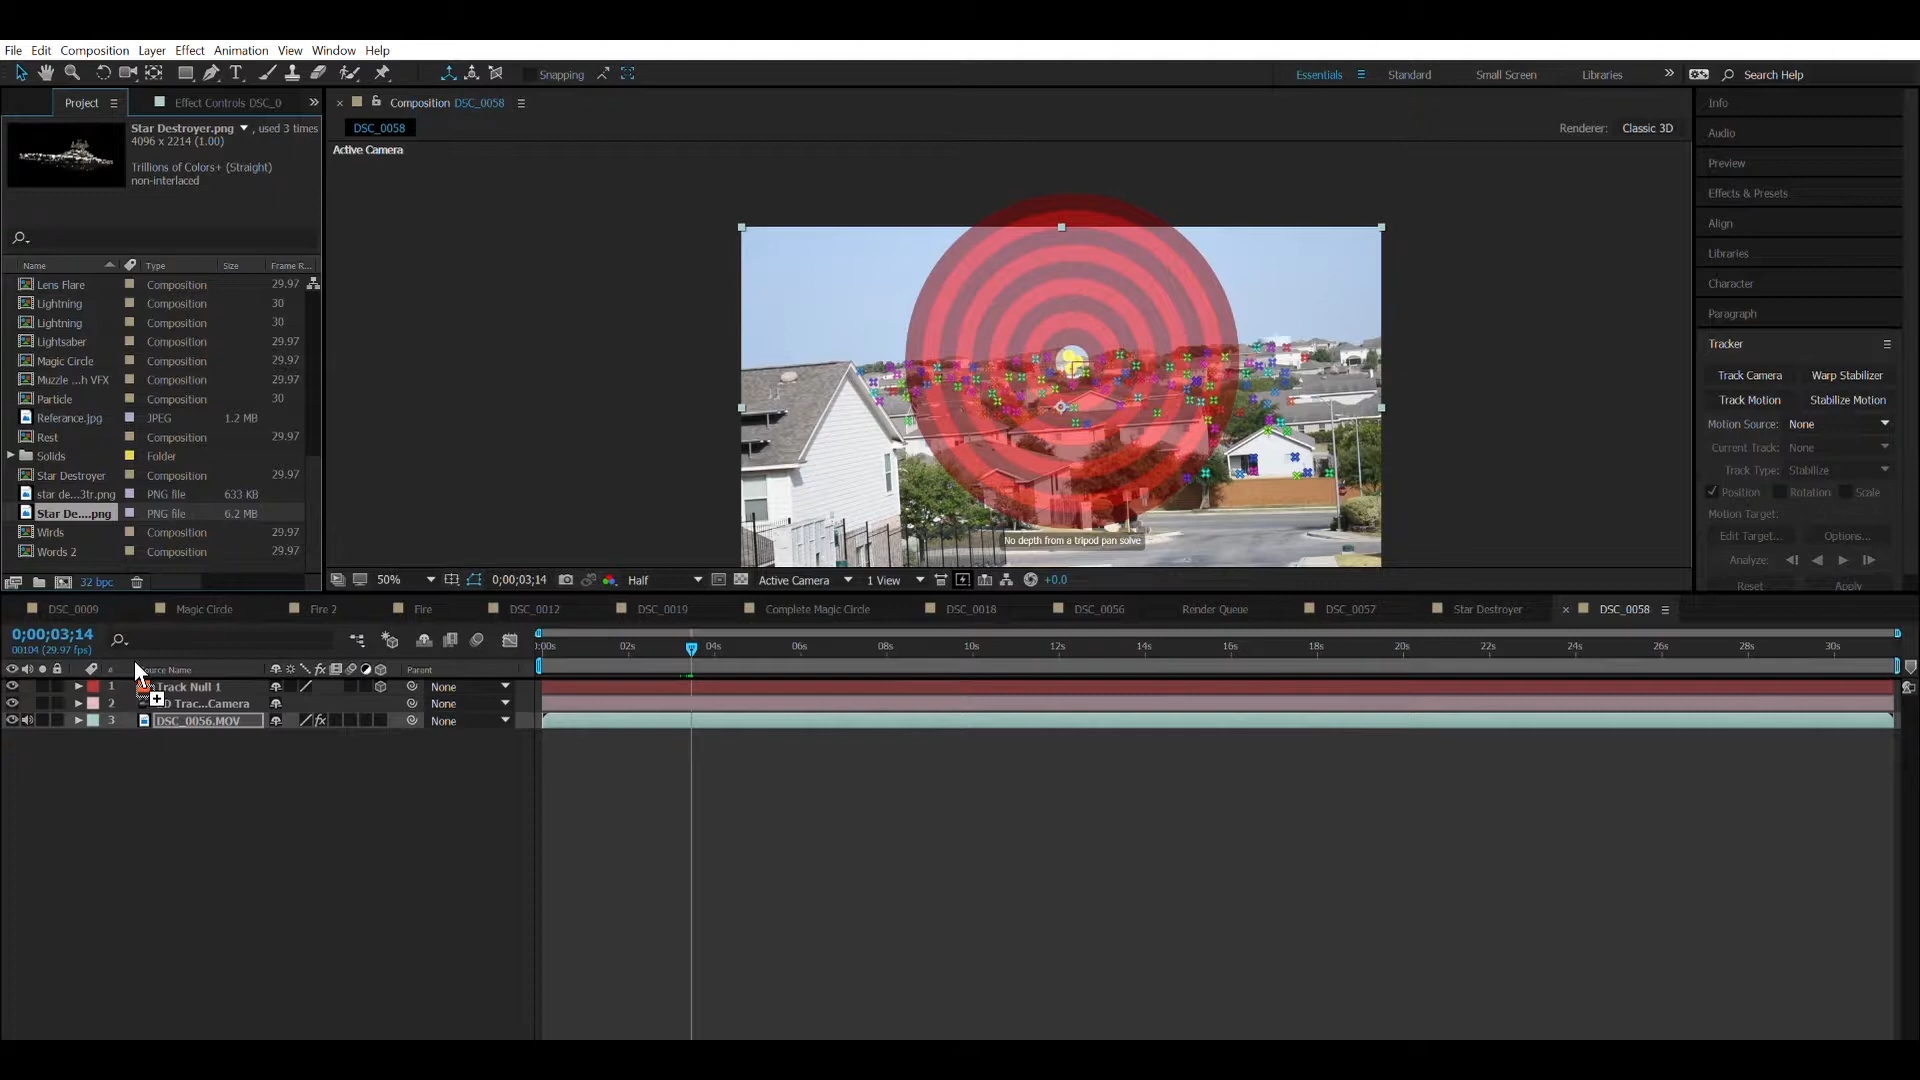 File Edit Composition Layer Effect Animation View Window Help
Snapping
Essentials Standard Small Screen Libraries » Search Help
Project Effect Controls DSC_0 »
Star Destroyer.png ▼, used 3 times
4096 x 2214 (1.00)
Trillions of Colors+ (Straight)
non-interlaced
Name Type Size Frame R...
Lens Flare Composition 29.97
Lightning Composition 30
Lightning Composition 30
Lightsaber Composition 29.97
Magic Circle Composition 29.97
Muzzle ...h VFX Composition 29.97
Particle Composition 30
Referance.jpg JPEG 1.2 MB
Rest Composition 29.97
Solids Folder
Star Destroyer Composition 29.97
star de...3tr.png PNG file 633 KB
Star De....png PNG file 6.2 MB
Wirds Composition 29.97
Words 2 Composition 29.97
32 bpc
Composition DSC_0058
DSC_0058
Renderer: Classic 3D
Active Camera
No depth from a tripod pan solve
50% 0;00;03;14 Half Active Camera 1 View +0.0
Info
Audio
Preview
Effects & Presets
Align
Libraries
Character
Paragraph
Tracker
Track Camera Warp Stabilizer
Track Motion Stabilize Motion
Motion Source: None
Current Track: None
Track Type: Stabilize
Position Rotation Scale
Motion Target:
Edit Target... Options...
Analyze:
Reset Apply
DSC_0009 Magic Circle Fire 2 Fire DSC_0012 DSC_0019 Complete Magic Circle DSC_0018 DSC_0056 Render Queue DSC_0057 Star Destroyer × DSC_0058
0;00;03;14
00104 (29.97 fps)
:00s 02s 04s 06s 08s 10s 12s 14s 16s 18s 20s 22s 24s 26s 28s 30s
Source Name Parent
1 Track Null 1 None
2 3D Trac...Camera
3 DSC_0056.MOV None